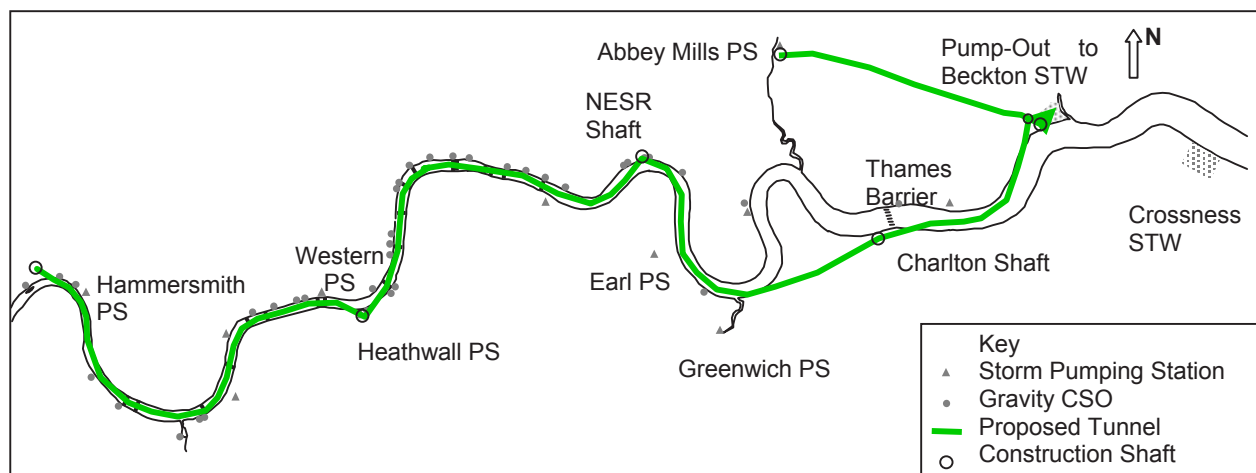 Abbey Mills PS
Pump-Out to
Beckton STW
N
NESR
Shaft
Thames
Barrier
Crossness
STW
Western
PS
Hammersmith
PS
Earl PS
Charlton Shaft
Heathwall PS
Greenwich PS
Key
Storm Pumping Station
Gravity CSO
Proposed Tunnel
Construction Shaft